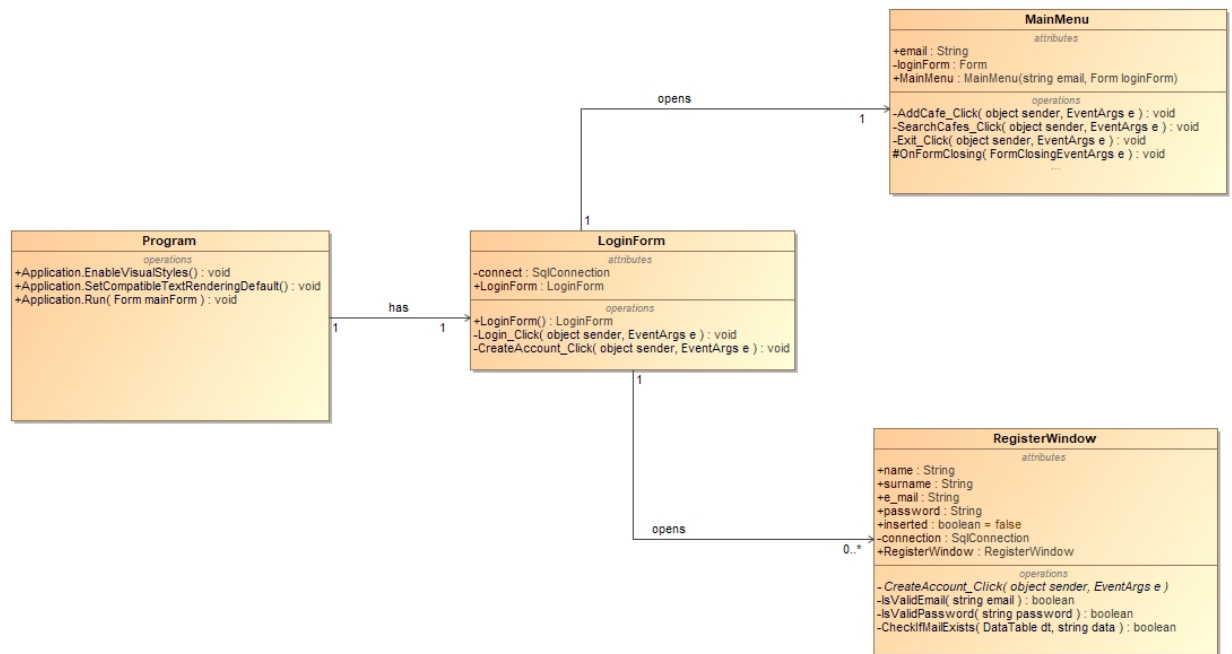 MainMenu
attributes
+email : String
-loginForm : Form
+MainMenu : MainMenu(string email, Form loginForm)
operations
-AddCafe_Click( object sender, EventArgs e ) : void
-SearchCafes_Click( object sender, EventArgs e ) : void
-Exit_Click( object sender, EventArgs e ) : void
#OnFormClosing( FormClosingEventArgs e ) : void
...
opens
1
1
Program
operations
+Application.EnableVisualStyles() : void
+Application.SetCompatibleTextRenderingDefault() : void
+Application.Run( Form mainForm ) : void
has
1
1
LoginForm
attributes
-connect : SqlConnection
+LoginForm : LoginForm
operations
+LoginForm() : LoginForm
-Login_Click( object sender, EventArgs e ) : void
-CreateAccount_Click( object sender, EventArgs e ) : void
1
opens
0..*
RegisterWindow
attributes
+name : String
+surname : String
+e_mail : String
+password : String
+inserted : boolean = false
-connection : SqlConnection
+RegisterWindow : RegisterWindow
operations
-CreateAccount_Click( object sender, EventArgs e )
-IsValidEmail( string email ) : boolean
-IsValidPassword( string password ) : boolean
-CheckIfMailExists( DataTable dt, string data ) : boolean